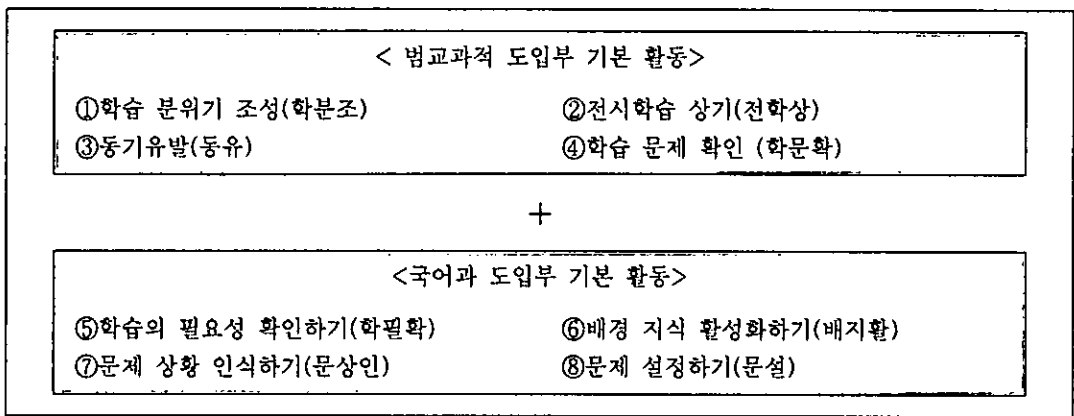 < 범교과적 도입부 기본 활동>
①학습 분위기 조성(학분조) ②전시학습 상기(전학상)
③동기유발(동유) ④학습 문제 확인 (학문확)
+
<국어과 도입부 기본 활동>
⑤학습의 필요성 확인하기(학필확) ⑥배경 지식 활성화하기(배지활)
⑦문제 상황 인식하기(문상인) ⑧문제 설정하기(문설)